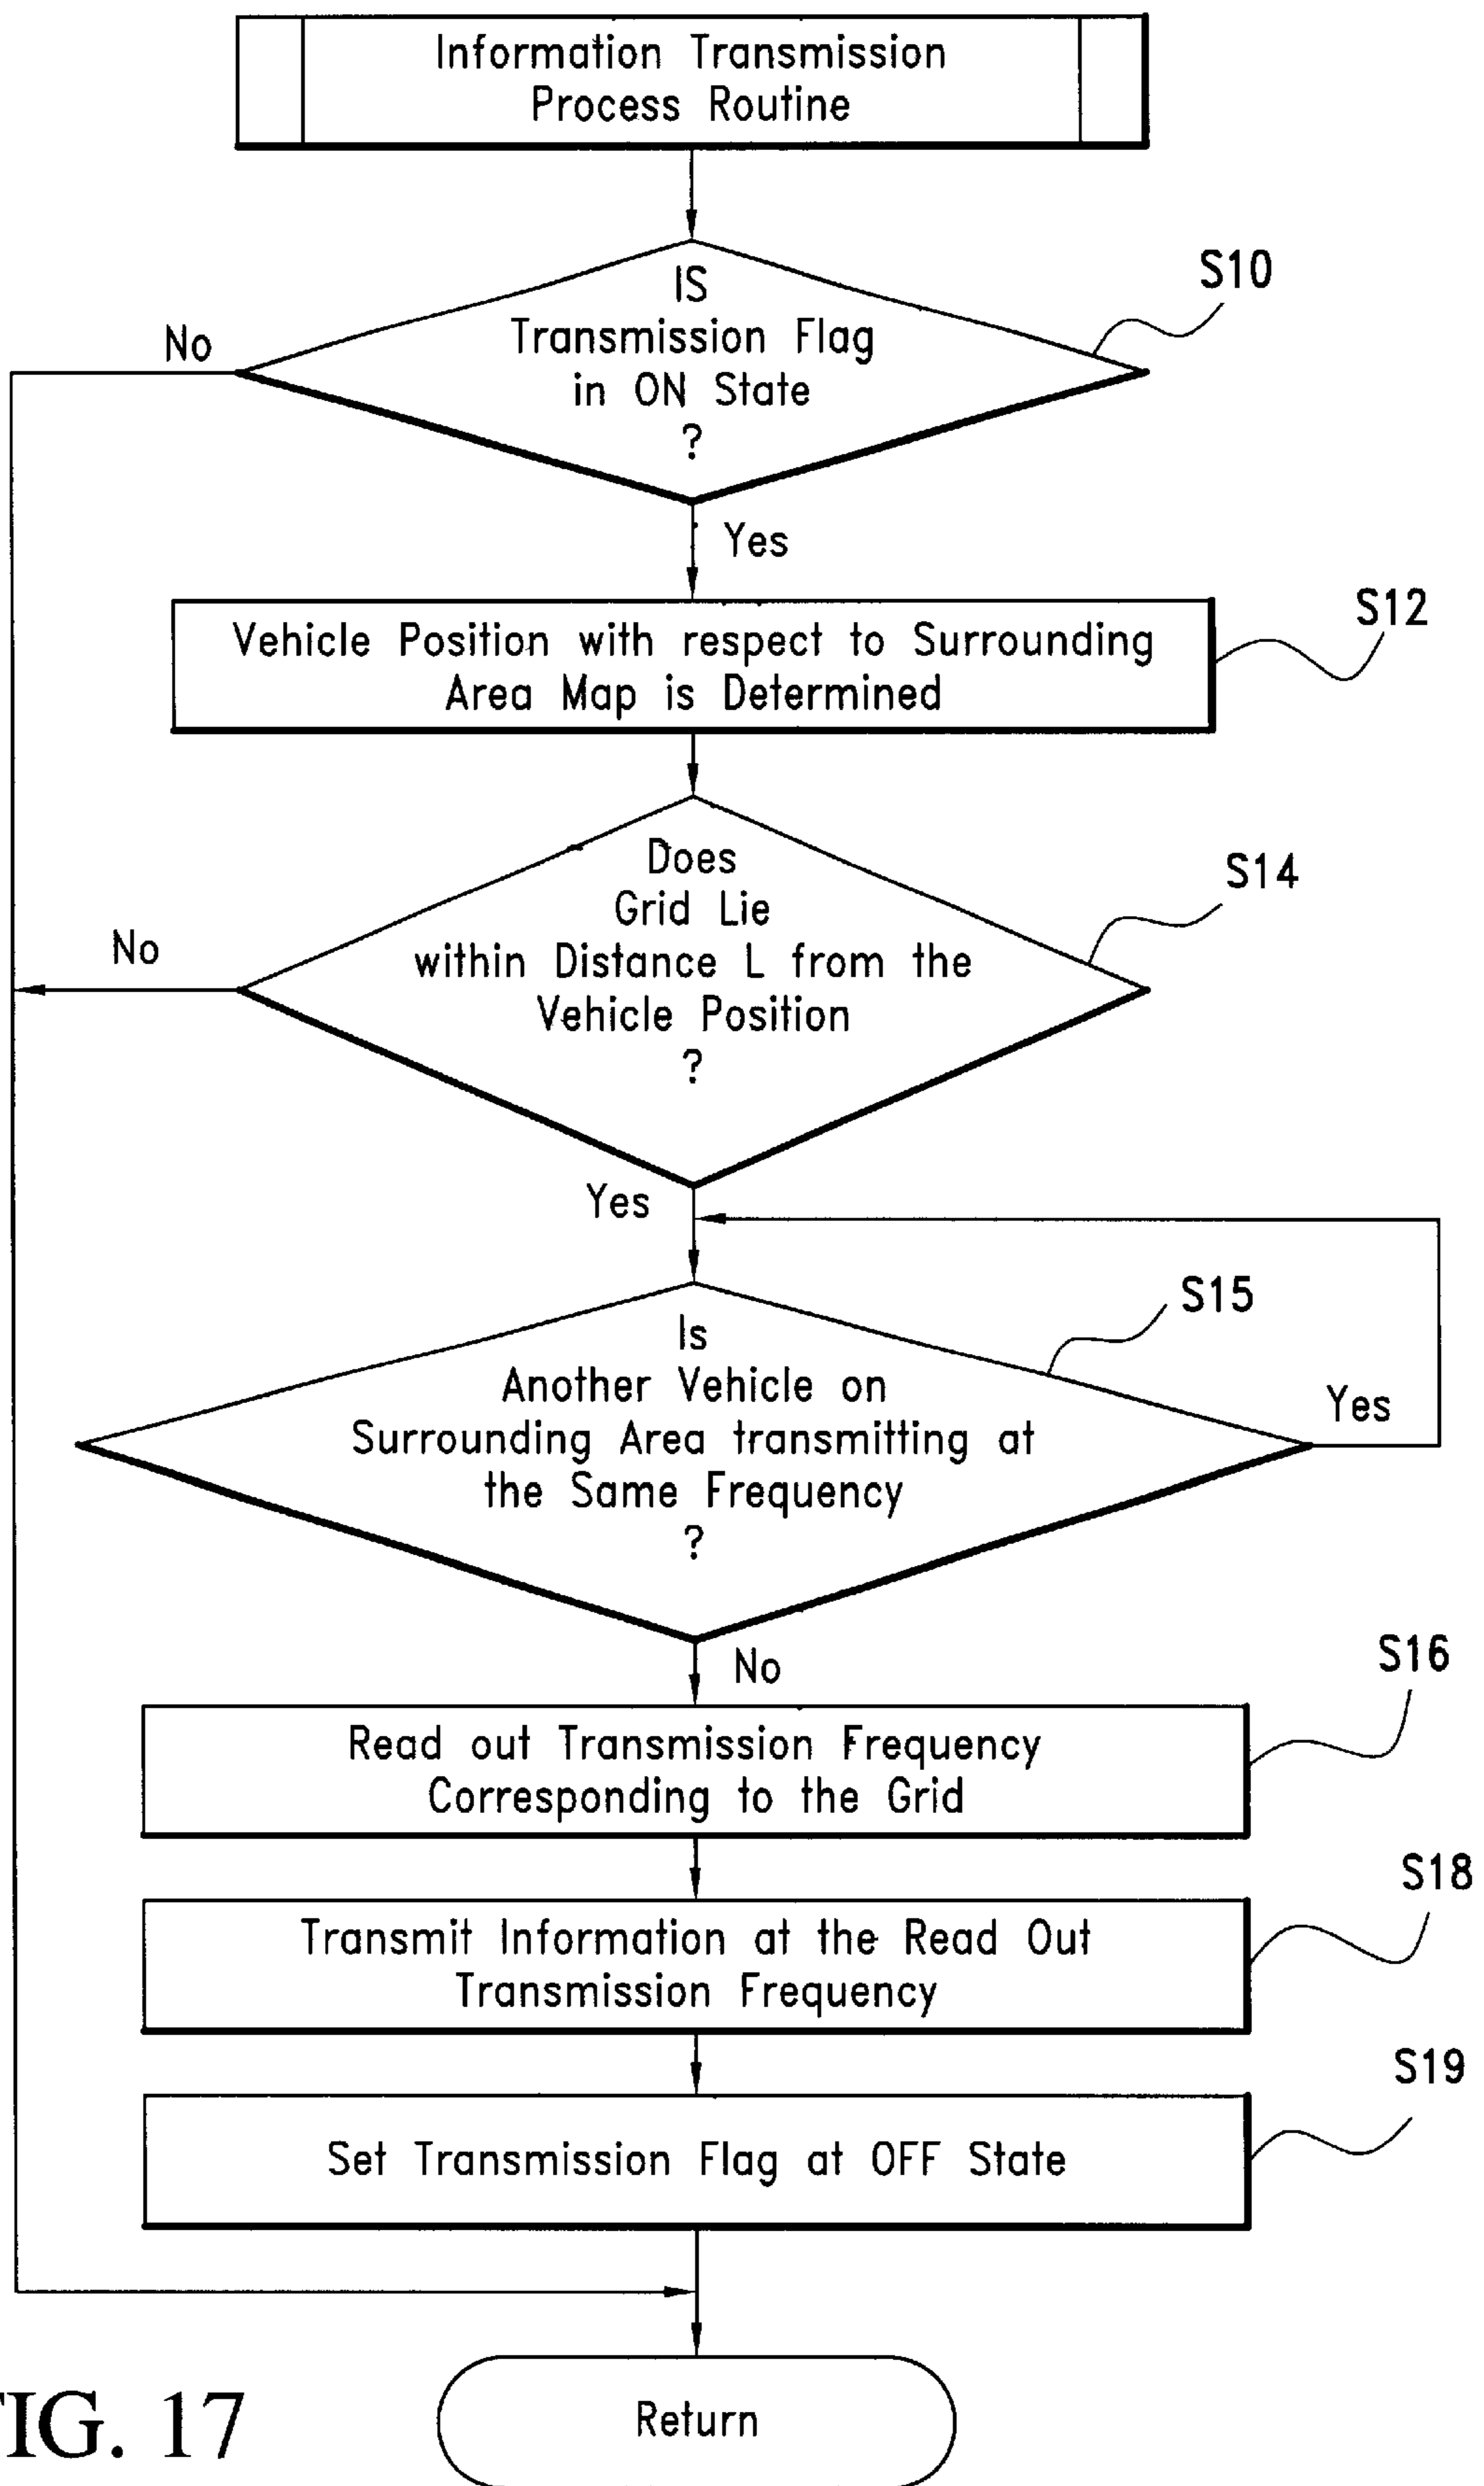 Information Transmission
Process Routine
IS
Transmission Flag
in ON State
?
S10
No
Yes
Vehicle Position with respect to Surrounding
Area Map is Determined
S12
Does
Grid Lie
within Distance L from the
Vehicle Position
?
S14
No
Yes
Is
Another Vehicle on
Surrounding Area transmitting at
the Same Frequency
?
S15
Yes
No
Read out Transmission Frequency
Corresponding to the Grid
S16
Transmit Information at the Read Out
Transmission Frequency
S18
Set Transmission Flag at OFF State
S19
Return
IG. 17